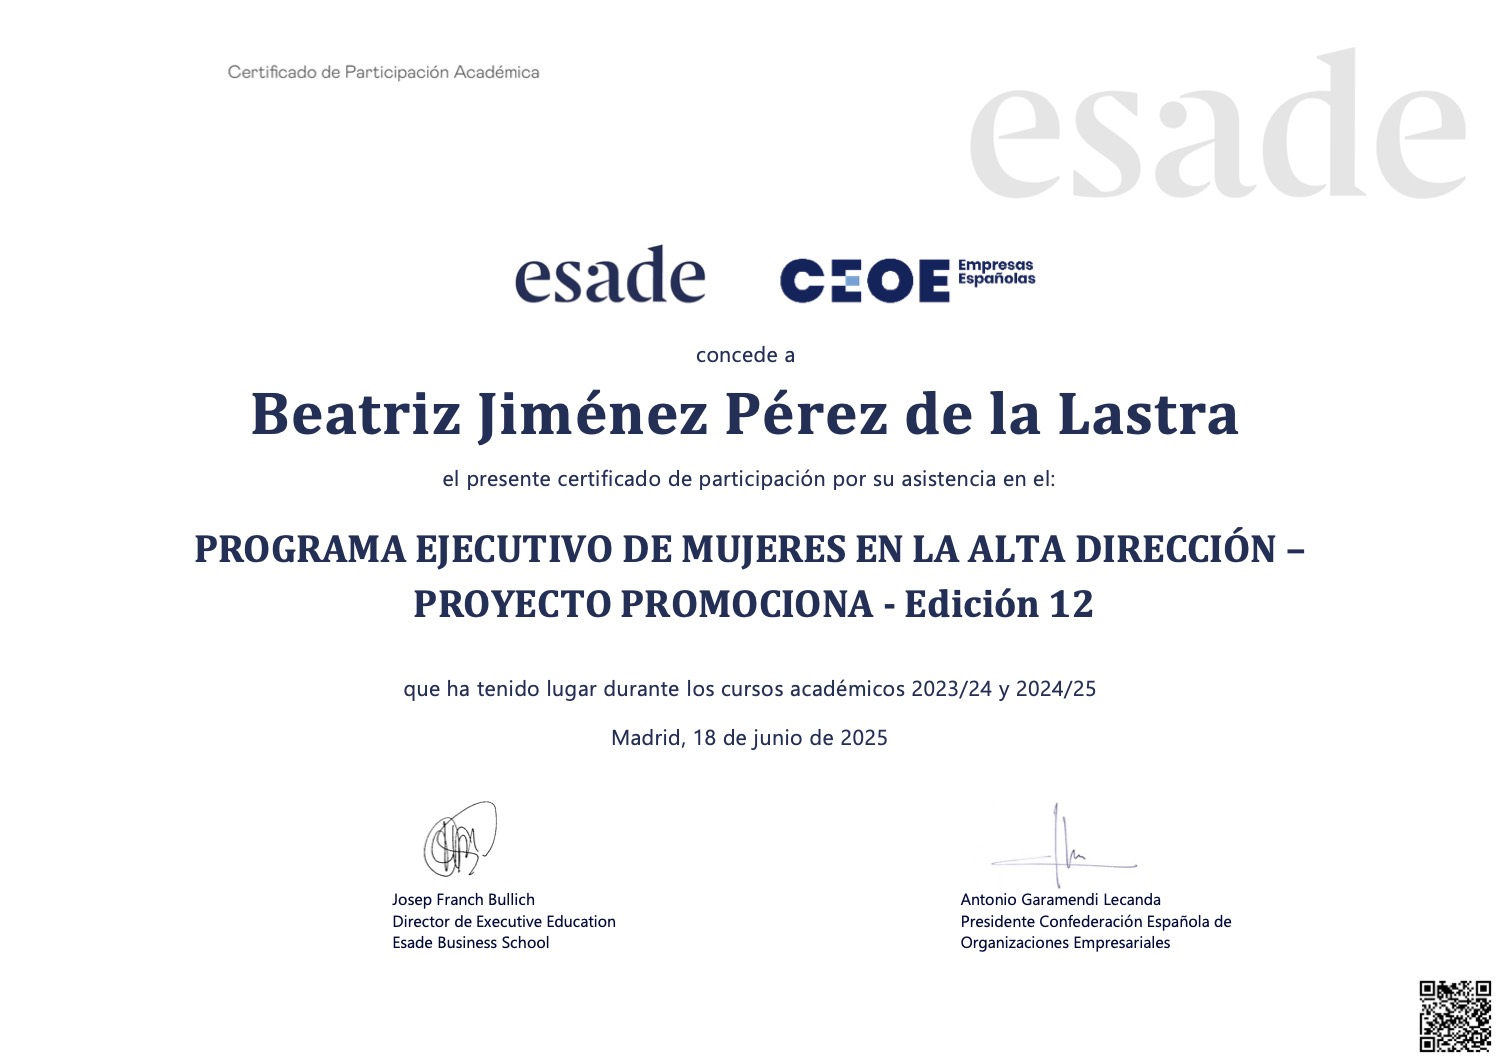 Certificado de Participación Académica
esade
esade
CEOE Empresas
Españolas
concede a
Beatriz Jiménez Pérez de la Lastra
el presente certificado de participación por su asistencia en el:
PROGRAMA EJECUTIVO DE MUJERES EN LA ALTA DIRECCIÓN –
PROYECTO PROMOCIONA - Edición 12
que ha tenido lugar durante los cursos académicos 2023/24 y 2024/25
Madrid, 18 de junio de 2025
Josep Franch Bullich
Director de Executive Education
Esade Business School
Antonio Garamendi Lecanda
Presidente Confederación Española de
Organizaciones Empresariales